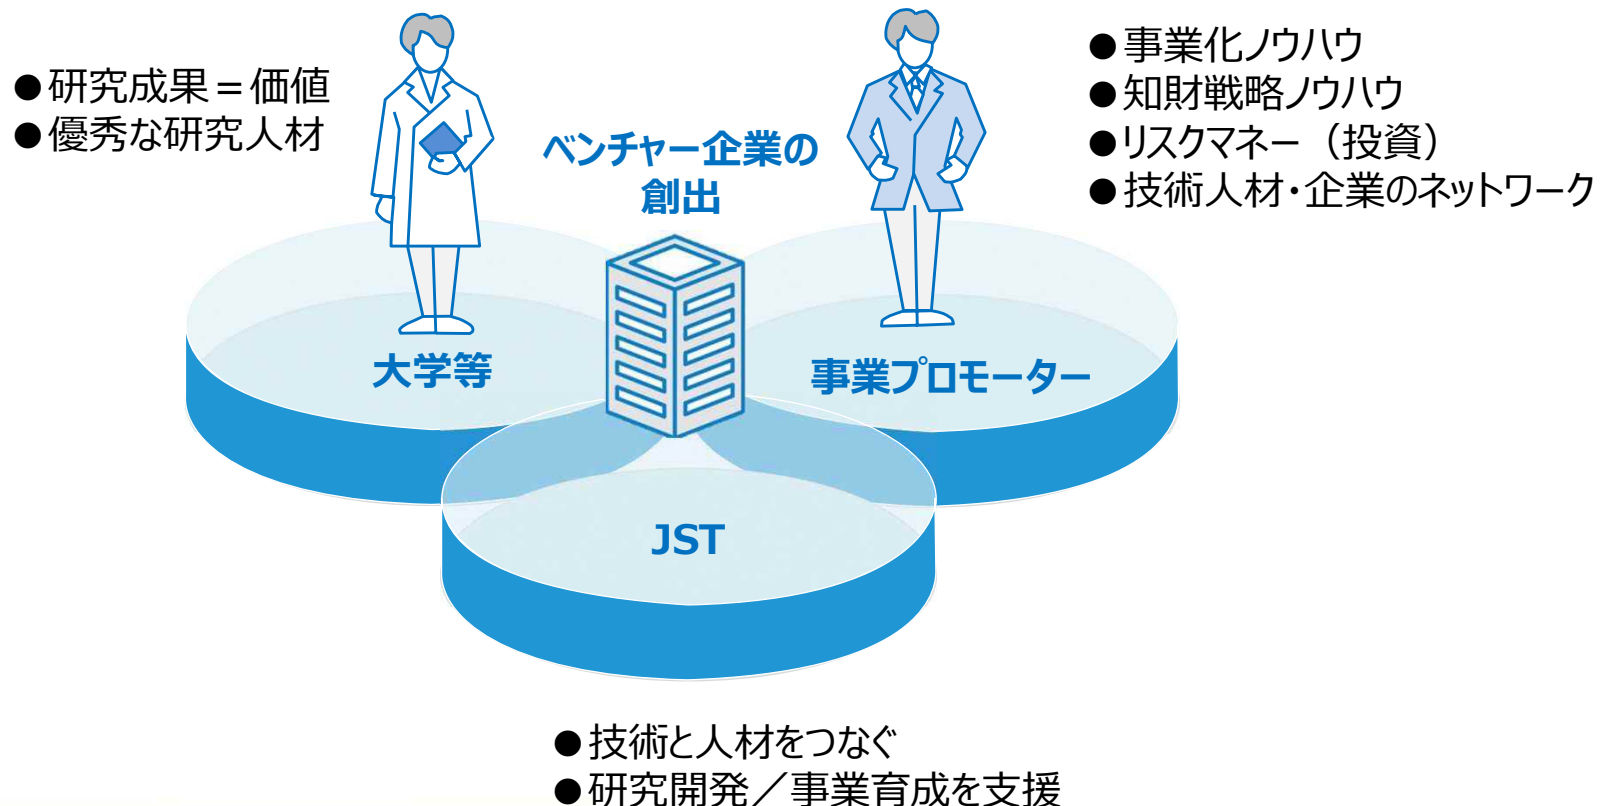 ●研究成果＝価値
●優秀な研究人材
ベンチャー企業の
創出
●事業化ノウハウ
●知財戦略ノウハウ
●リスクマネー（投資）
●技術人材・企業のネットワーク
大学等
事業プロモーター
JST
●技術と人材をつなぐ
●研究開発／事業育成を支援